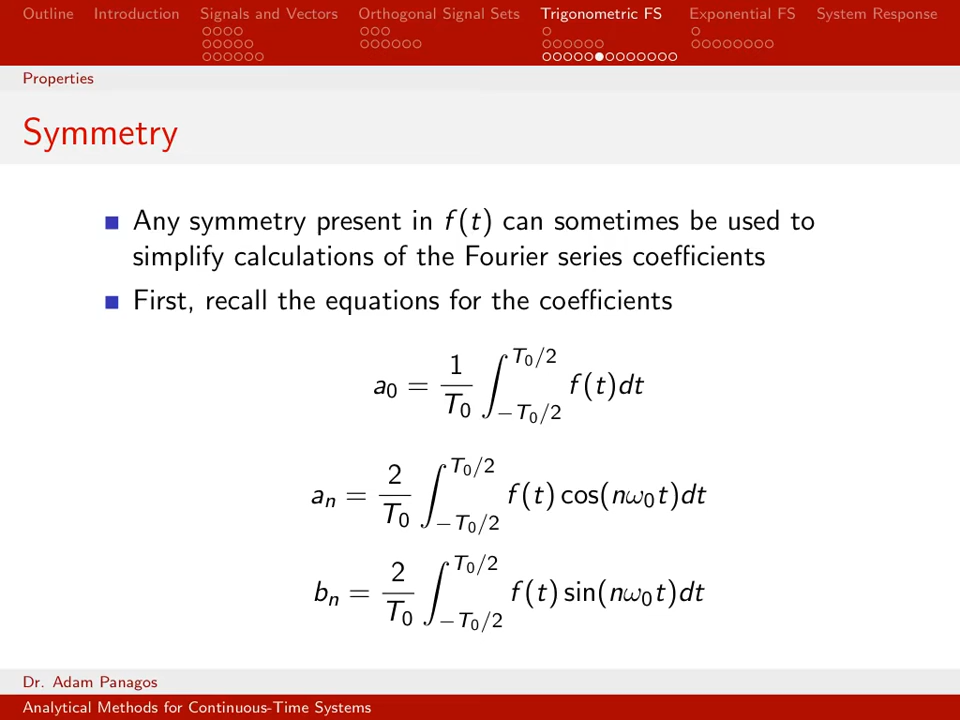 Outline Introduction Signals and Vectors Orthogonal Signal Sets Trigonometric FS Exponential FS System Response
Properties
Symmetry
Any symmetry present in f(t) can sometimes be used to
simplify calculations of the Fourier series coefficients
First, recall the equations for the coefficients
a₀ = 1/T₀ ∫_{−T₀/2}^{T₀/2} f(t)dt
aₙ = 2/T₀ ∫_{−T₀/2}^{T₀/2} f(t) cos(nω₀t)dt
bₙ = 2/T₀ ∫_{−T₀/2}^{T₀/2} f(t) sin(nω₀t)dt
Dr. Adam Panagos
Analytical Methods for Continuous-Time Systems